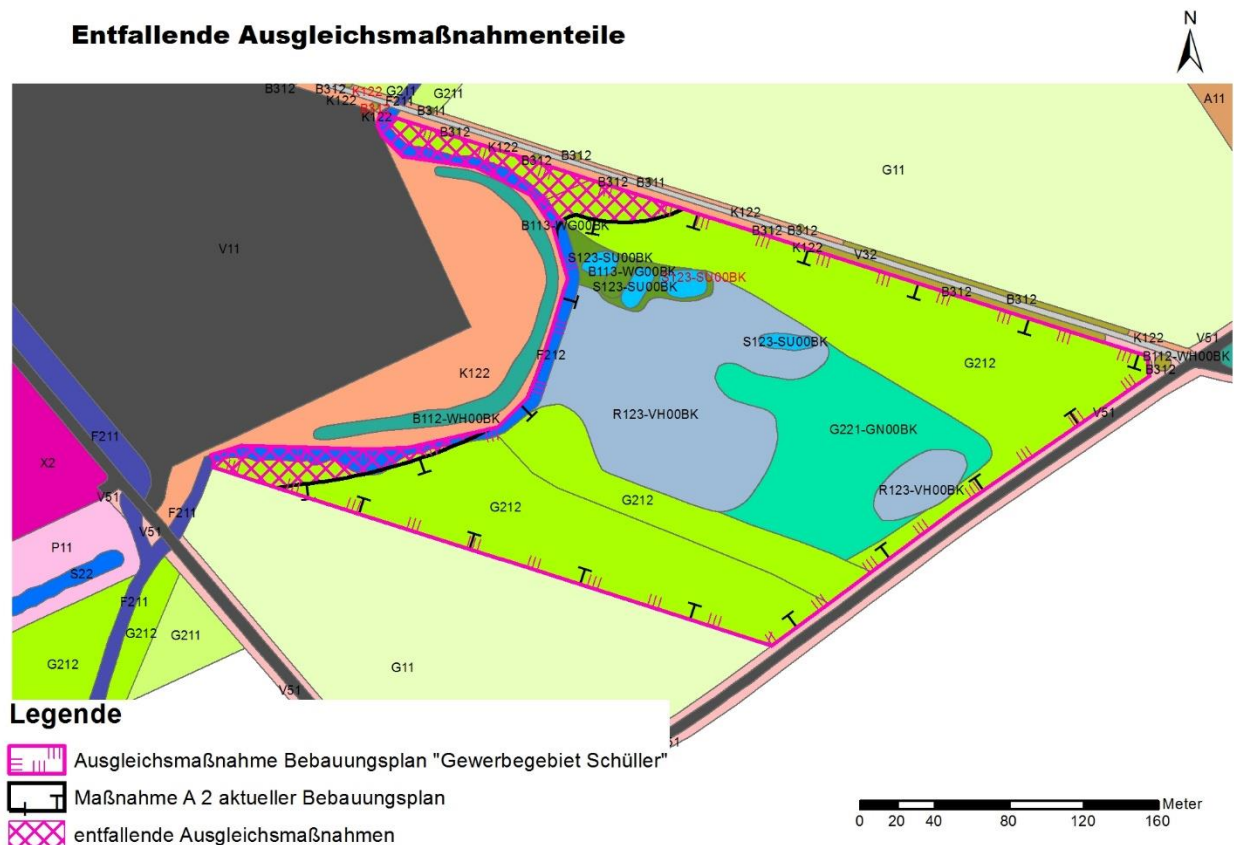 Entfallende Ausgleichsmaßnahmenteile
N
B312
B312
K122
G211
G211
K122
F211
B312
B311
K122
A11
B312
K122
B312
B312
G11
B312
B311
K122
V11
B113-WG00BK
B312
B312
K122
V32
S123-SU00BK
B113-WG00BK
S123-SU00BK
S123-SU00BK
B312
B312
S123-SU00BK
K122
V51
F212
G212
B112-WH00BK
B312
K122
R123-VH00BK
B112-WH00BK
V51
G221-GN00BK
F211
X2
G212
G212
R123-VH00BK
V51
F211
V51
P11
S22
F211
G212
G211
G212
G11
V51
Legende
Ausgleichsmaßnahme Bebauungsplan "Gewerbegebiet Schüller"
Maßnahme A 2 aktueller Bebauungsplan
entfallende Ausgleichsmaßnahmen
Meter
0 20 40 80 120 160